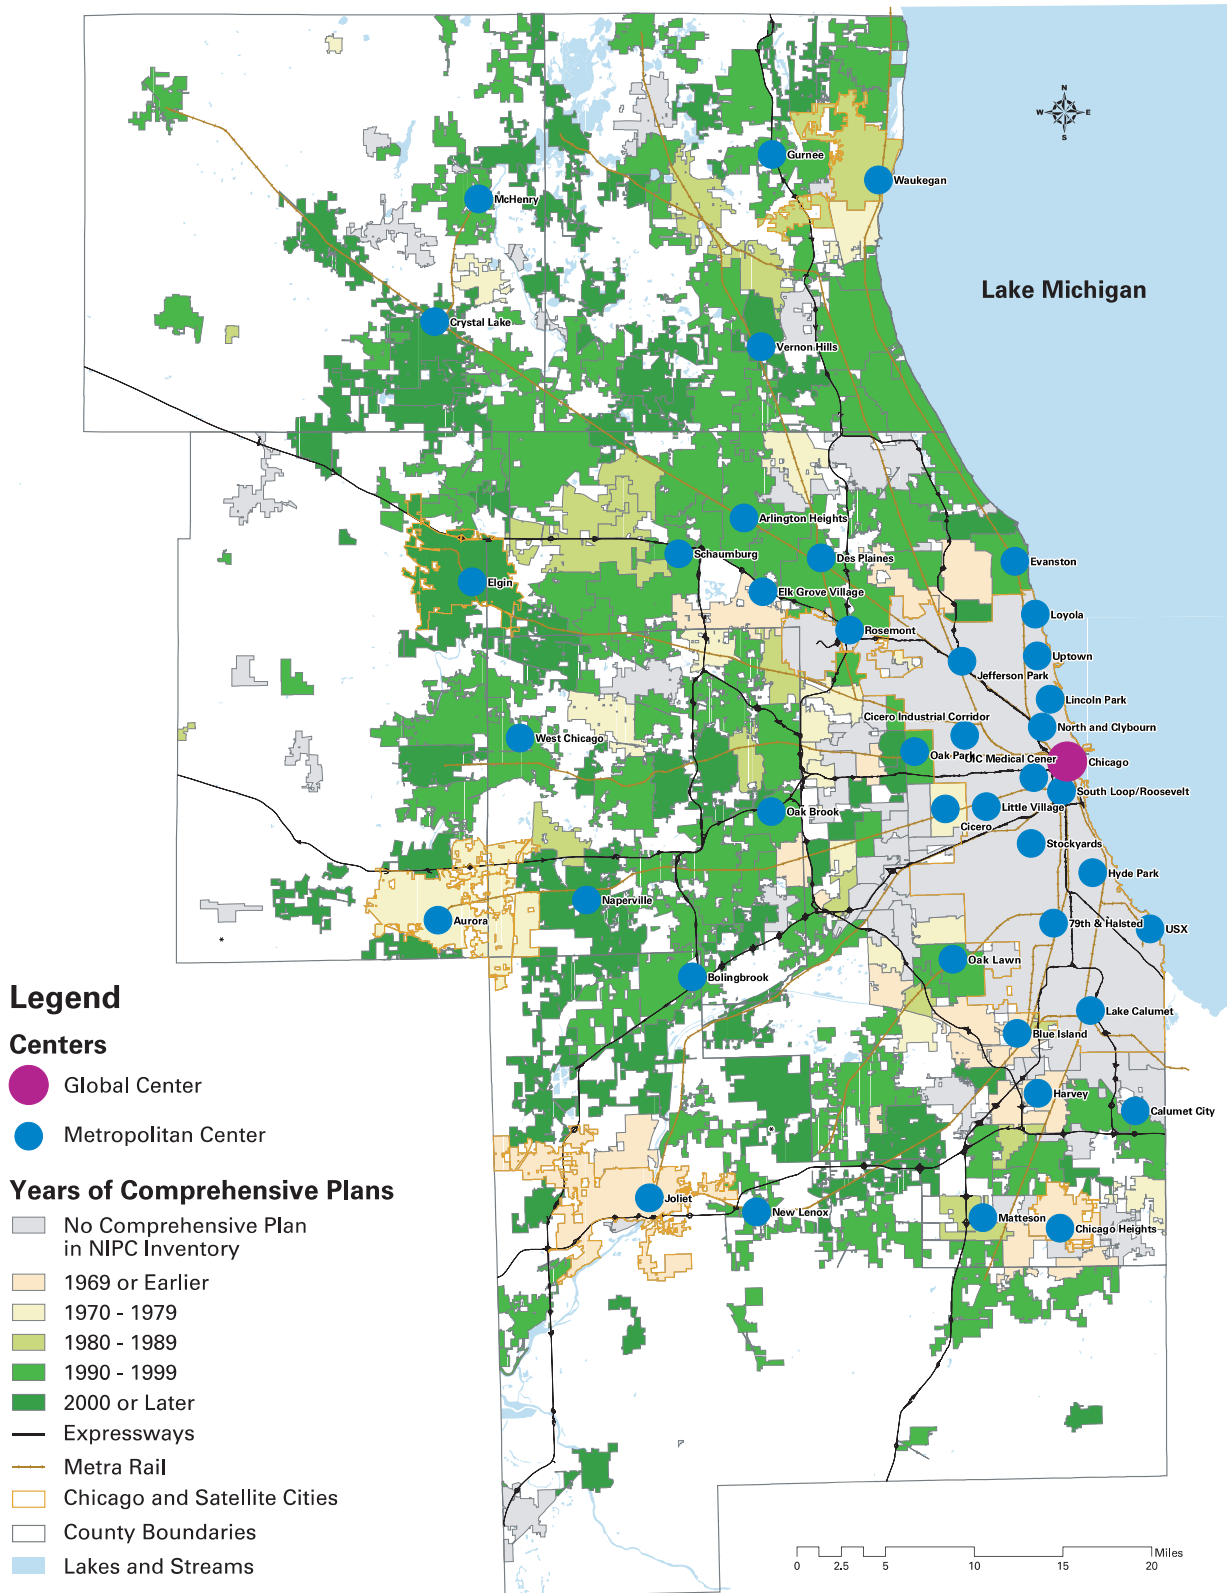 N
W
E
S
Gurnee
Waukegan
McHenry
Lake Michigan
Crystal Lake
Vernon Hills
Arlington Heights
Schaumburg
Des Plaines
Evanston
Elgin
Elk Grove Village
Loyola
Rosemont
Uptown
Jefferson Park
Lincoln Park
Cicero Industrial Corridor
North and Clybourn
West Chicago
Oak Park
UIC Medical Cener
Chicago
South Loop/Roosevelt
Oak Brook
Little Village
Cicero
Stockyards
Hyde Park
Naperville
Aurora
79th & Halsted
USX
Oak Lawn
Bolingbrook
Lake Calumet
Blue Island
Harvey
Calumet City
Joliet
New Lenox
Matteson
Chicago Heights
*
*
Legend
Centers
Global Center
Metropolitan Center
Years of Comprehensive Plans
No Comprehensive Plan
in NIPC Inventory
1969 or Earlier
1970 - 1979
1980 - 1989
1990 - 1999
2000 or Later
Expressways
Metra Rail
Chicago and Satellite Cities
County Boundaries
Lakes and Streams
Miles
0 2.5 5 10 15 20